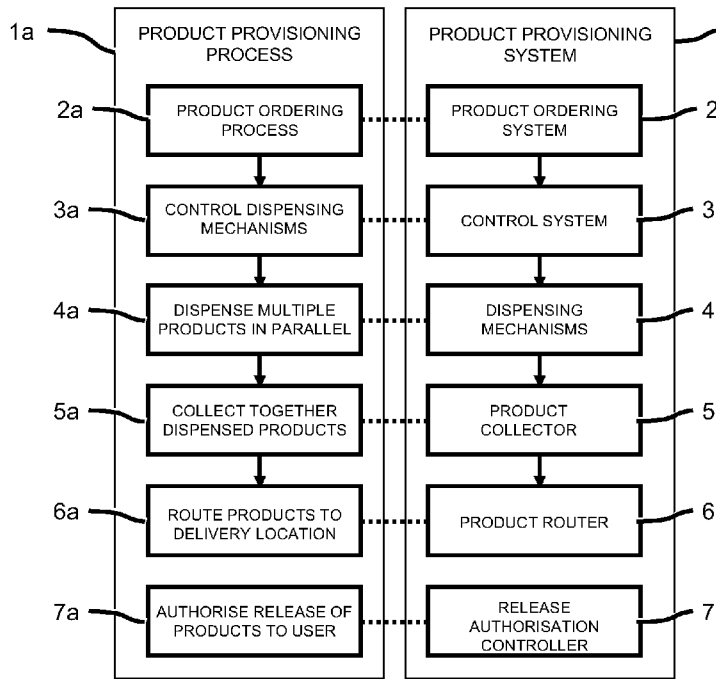 1a
PRODUCT PROVISIONING
PROCESS
PRODUCT PROVISIONING
SYSTEM
2a
PRODUCT ORDERING
PROCESS
PRODUCT ORDERING
SYSTEM
2
3a
CONTROL DISPENSING
MECHANISMS
CONTROL SYSTEM
3
4a
DISPENSE MULTIPLE
PRODUCTS IN PARALLEL
DISPENSING
MECHANISMS
4
5a
COLLECT TOGETHER
DISPENSED PRODUCTS
PRODUCT
COLLECTOR
5
6a
ROUTE PRODUCTS TO
DELIVERY LOCATION
PRODUCT ROUTER
6
7a
AUTHORISE RELEASE OF
PRODUCTS TO USER
RELEASE
AUTHORISATION
CONTROLLER
7